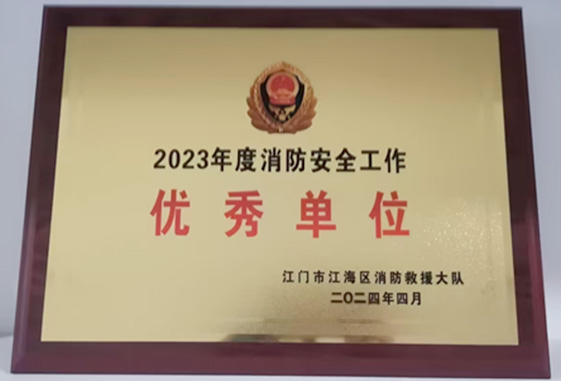 2023年度消防安全工作
优秀单位
江门市江海区消防救援大队
二〇二四年四月